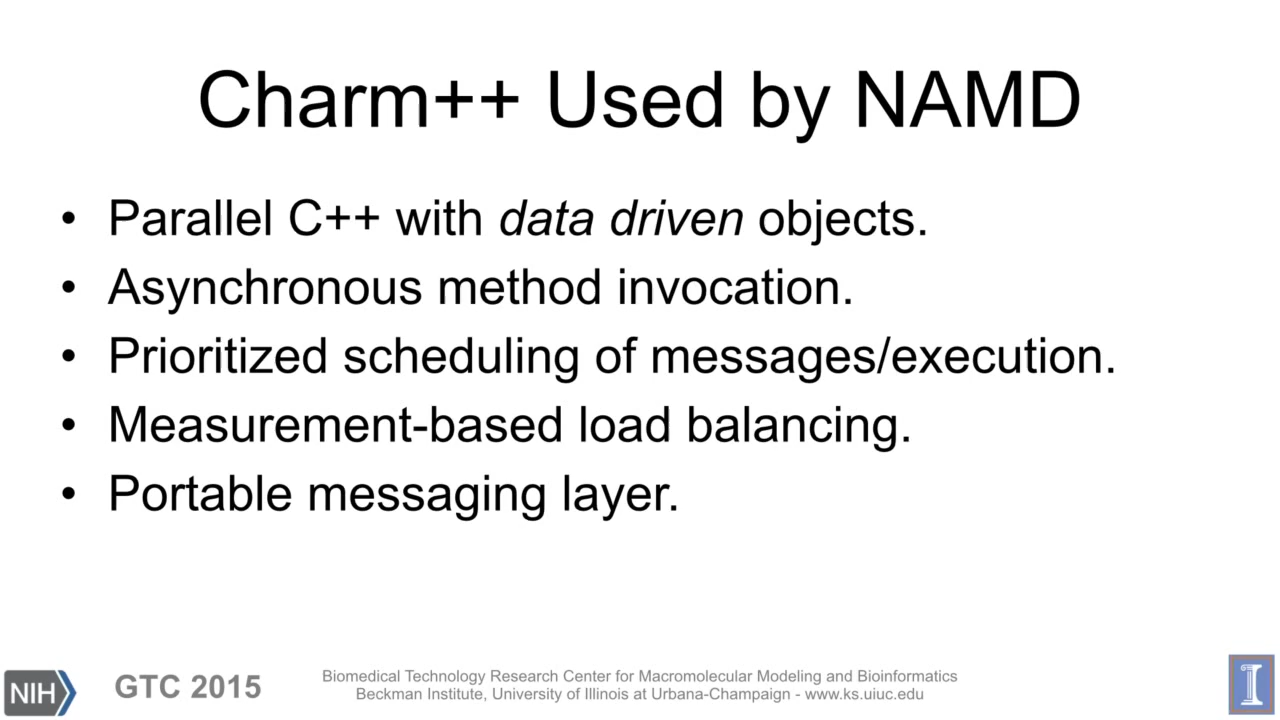 Charm++ Used by NAMD
• Parallel C++ with data driven objects.
• Asynchronous method invocation.
• Prioritized scheduling of messages/execution.
• Measurement-based load balancing.
• Portable messaging layer.
NIH
GTC 2015
Biomedical Technology Research Center for Macromolecular Modeling and Bioinformatics
Beckman Institute, University of Illinois at Urbana-Champaign - www.ks.uiuc.edu
I